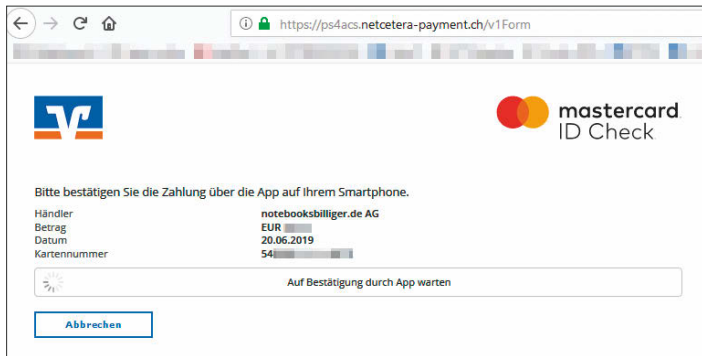 https://ps4acs.netcetera-payment.ch/v1Form
mastercard
ID Check
Bitte bestätigen Sie die Zahlung über die App auf Ihrem Smartphone.
Händler notebooksbilliger.de AG
Betrag EUR
Datum 20.06.2019
Kartennummer 54
Auf Bestätigung durch App warten
Abbrechen